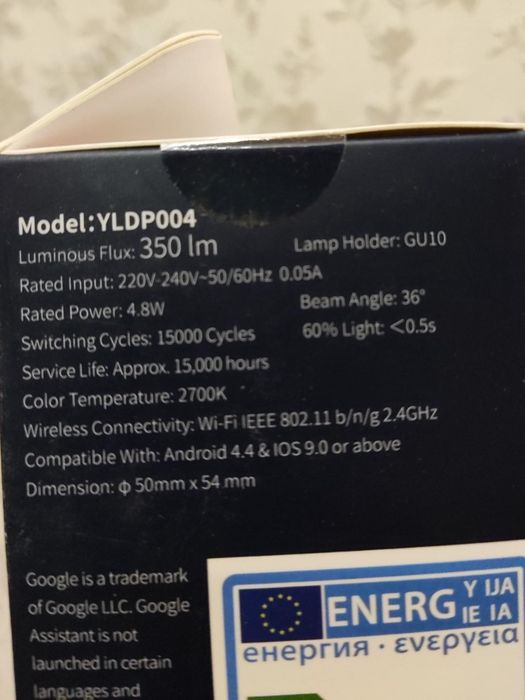 Model:YLDP004
Luminous Flux: 350 lm
Lamp Holder: GU10
Rated Input: 220V-240V~50/60Hz 0.05A
Rated Power: 4.8W
Beam Angle: 36°
Switching Cycles: 15000 Cycles
60% Light: <0.5s
Service Life: Approx. 15,000 hours
Color Temperature: 2700K
Wireless Connectivity: Wi-Fi IEEE 802.11 b/n/g 2.4GHz
Compatible With: Android 4.4 & IOS 9.0 or above
Dimension: ф 50mm x 54 mm
Google is a trademark
of Google LLC. Google
Assistant is not
launched in certain
languages and
ENERG Y IJA
IE IA
енергия · ενεργεια